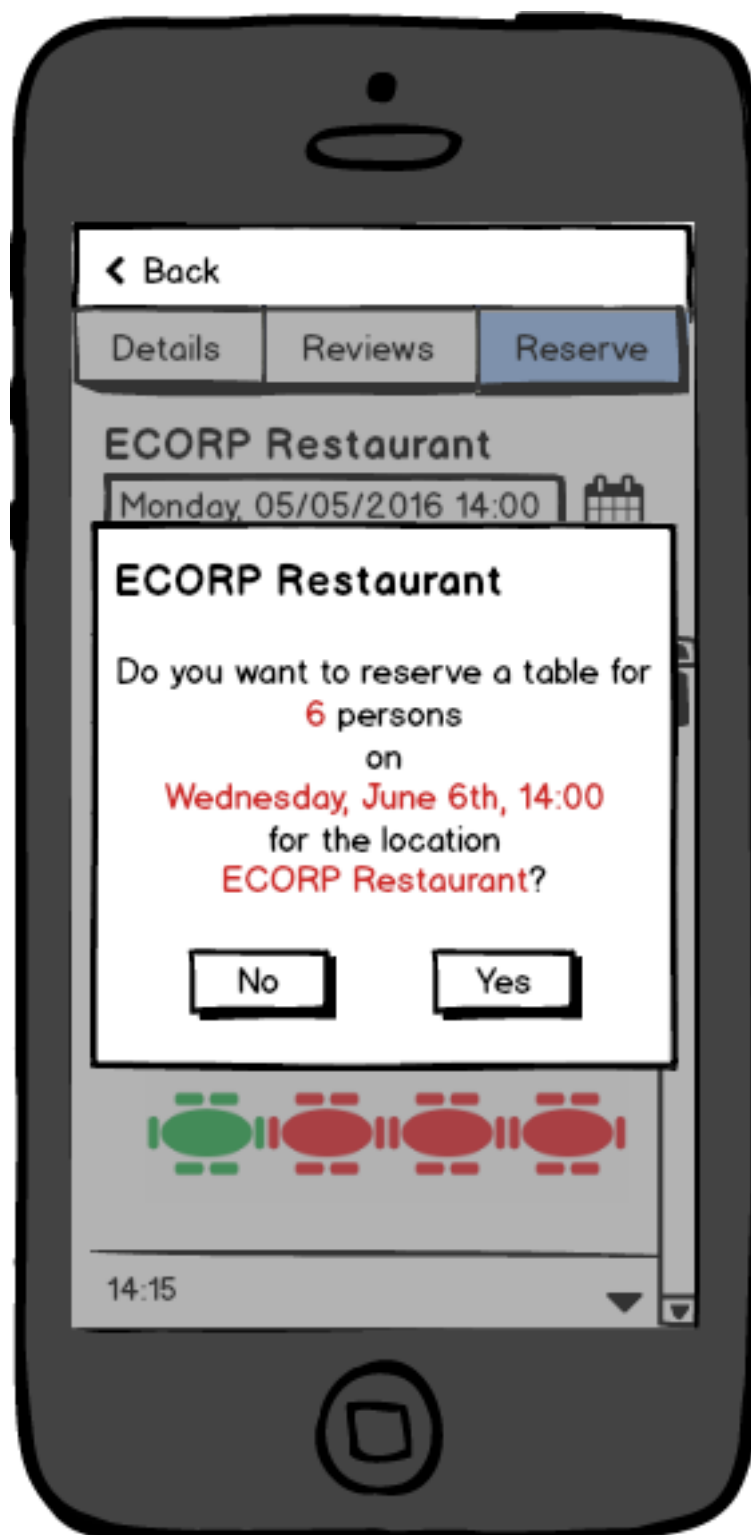 Back
Details Reviews Reserve
ECORP Restaurant
Monday, 05/05/2016 14:00
ECORP Restaurant
Do you want to reserve a table for
6 persons
on
Wednesday, June 6th, 14:00
for the location
ECORP Restaurant?
No Yes
14:15